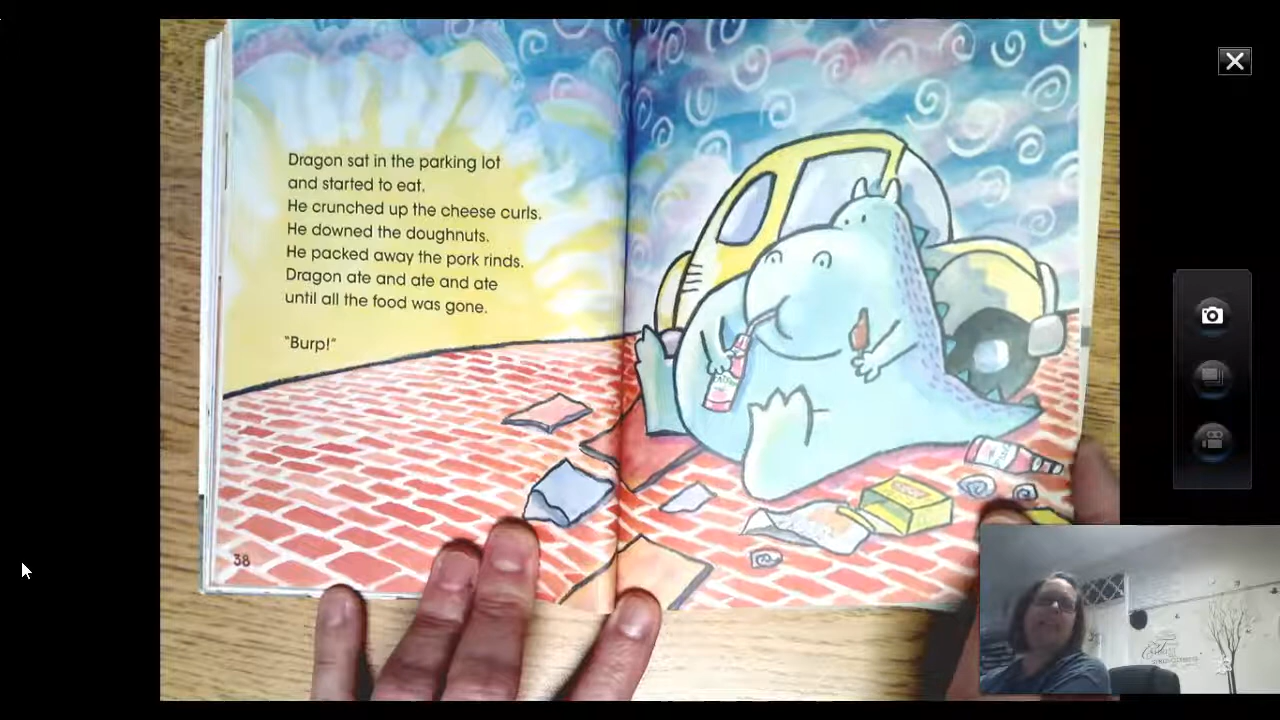 Dragon sat in the parking lot
and started to eat.
He crunched up the cheese curls.
He downed the doughnuts.
He packed away the pork rinds.
Dragon ate and ate and ate
until all the food was gone.
"Burp!"
38